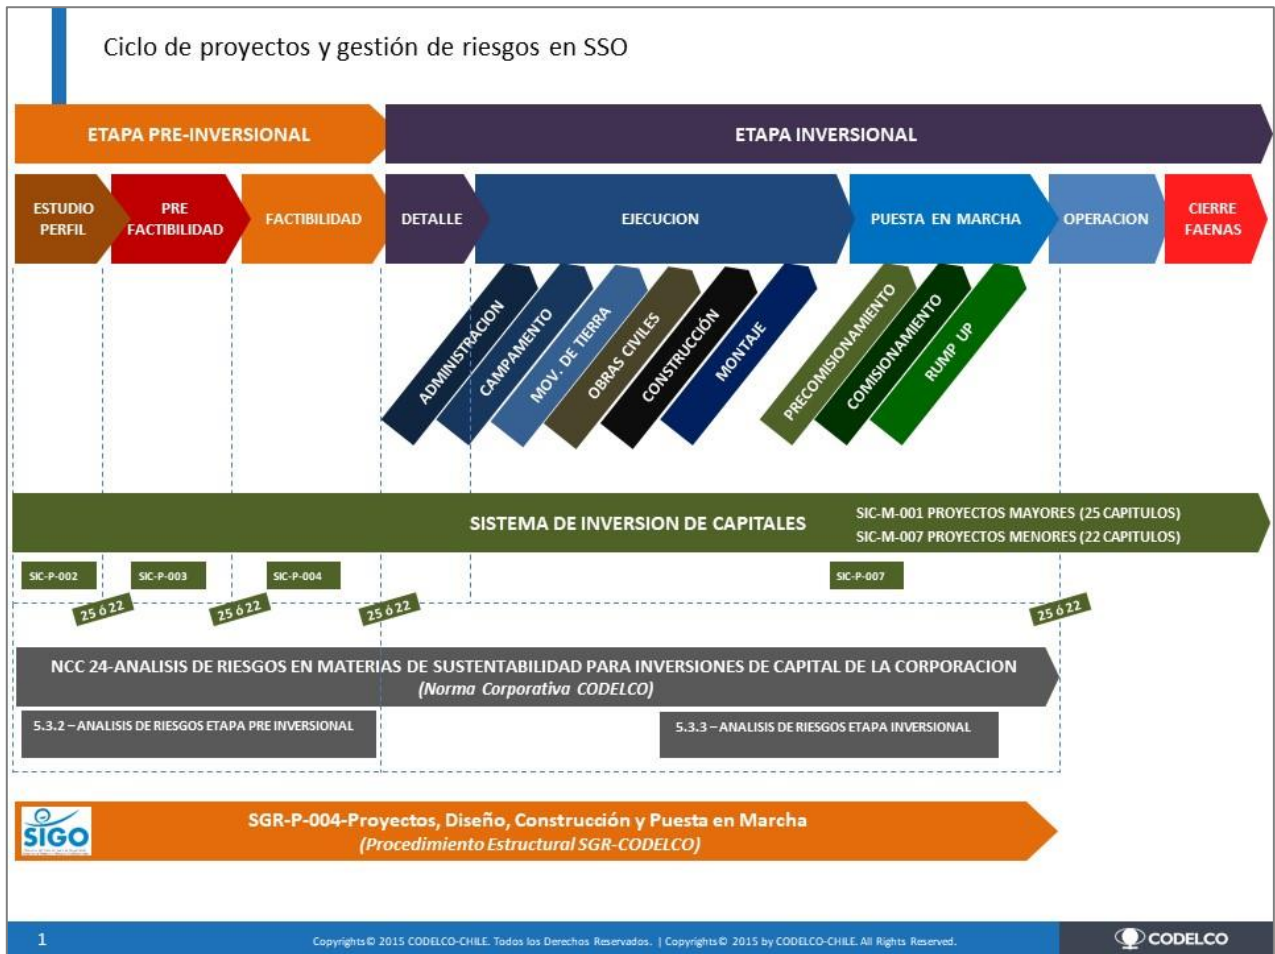 Ciclo de proyectos y gestión de riesgos en SSO
ETAPA PRE-INVERSIONAL
ETAPA INVERSIONAL
ESTUDIO
PERFIL
PRE
FACTIBILIDAD
FACTIBILIDAD
DETALLE
EJECUCION
PUESTA EN MARCHA
OPERACION
CIERRE
FAENAS
ADMINISTRACION
CAMPAMENTO
MOV. DE TIERRA
OBRAS CIVILES
CONSTRUCCIÓN
MONTAJE
PRECOMISIONAMIENTO
COMISIONAMIENTO
RUMP UP
SISTEMA DE INVERSION DE CAPITALES
SIC-M-001 PROYECTOS MAYORES (25 CAPITULOS)
SIC-M-007 PROYECTOS MENORES (22 CAPITULOS)
SIC-P-002
SIC-P-003
SIC-P-004
SIC-P-007
25 ó 22
25 ó 22
25 ó 22
25 ó 22
NCC 24-ANALISIS DE RIESGOS EN MATERIAS DE SUSTENTABILIDAD PARA INVERSIONES DE CAPITAL DE LA CORPORACION
(Norma Corporativa CODELCO)
5.3.2 – ANALISIS DE RIESGOS ETAPA PRE INVERSIONAL
5.3.3 – ANALISIS DE RIESGOS ETAPA INVERSIONAL
SIGO
SGR-P-004-Proyectos, Diseño, Construcción y Puesta en Marcha
(Procedimiento Estructural SGR-CODELCO)
1
Copyrights© 2015 CODELCO-CHILE. Todos los Derechos Reservados. | Copyrights© 2015 by CODELCO-CHILE. All Rights Reserved.
CODELCO